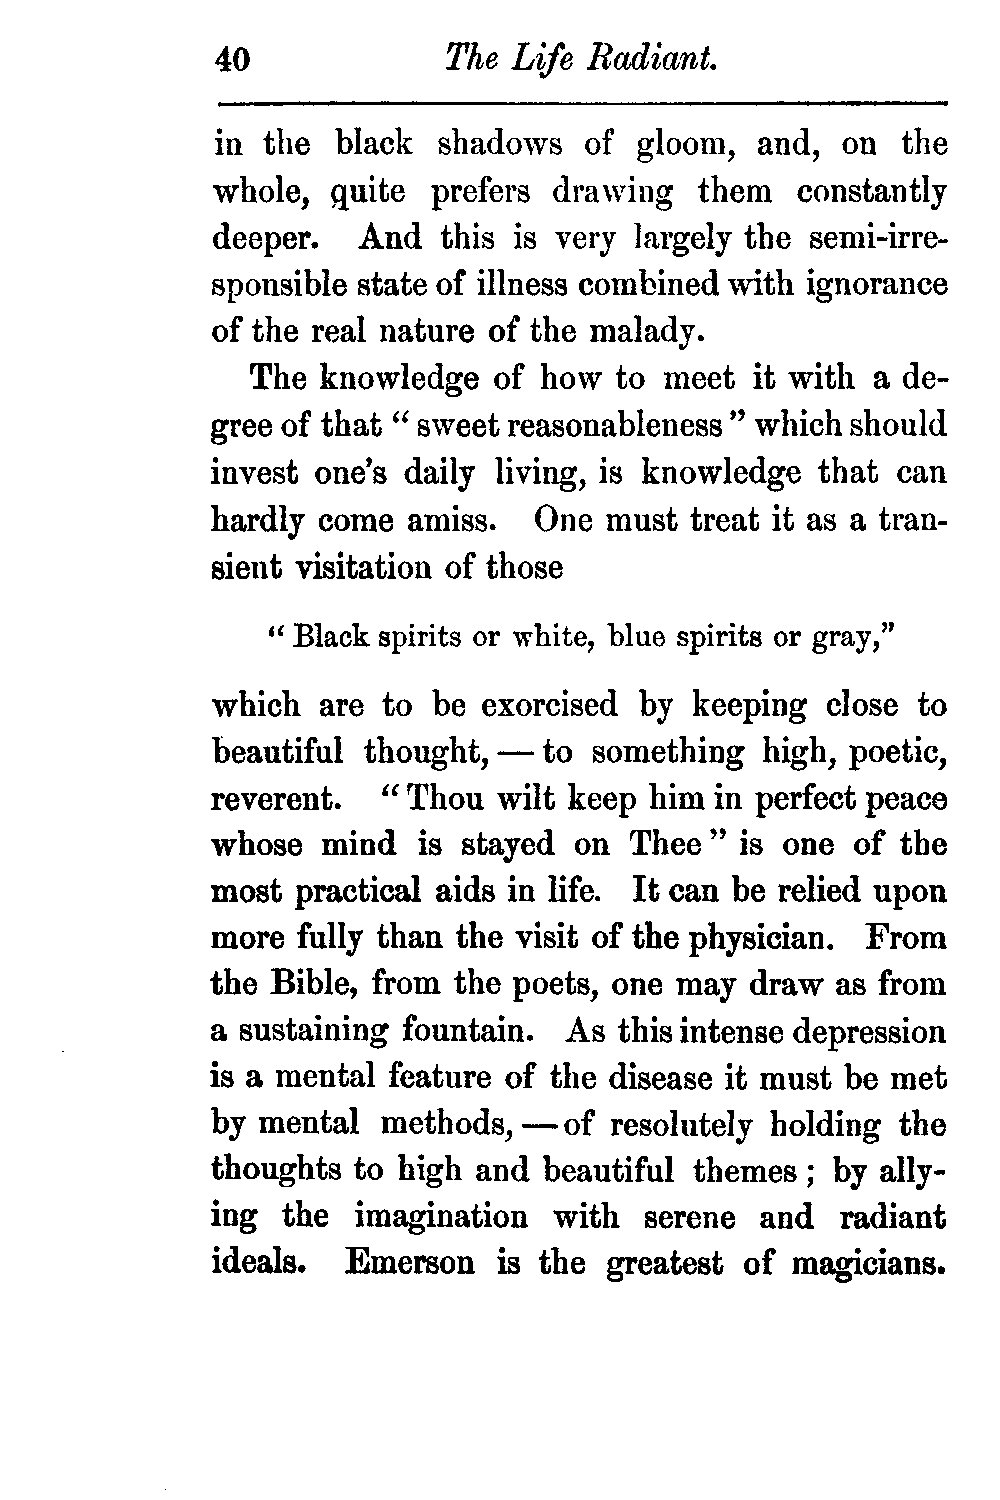 40 The Life Radiant.
in the black shadows of gloom, and, on the
whole, quite prefers drawing them constantly
deeper. And this is very largely the semi-irre-
sponsible state of illness combined with ignorance
of the real nature of the malady.
The knowledge of how to meet it with a de-
gree of that “ sweet reasonableness ” which should
invest one’s daily living, is knowledge that can
hardly come amiss. One must treat it as a tran-
sient visitation of those
“ Black spirits or white, blue spirits or gray,”
which are to be exorcised by keeping close to
beautiful thought, — to something high, poetic,
reverent. “ Thou wilt keep him in perfect peace
whose mind is stayed on Thee ” is one of the
most practical aids in life. It can be relied upon
more fully than the visit of the physician. From
the Bible, from the poets, one may draw as from
a sustaining fountain. As this intense depression
is a mental feature of the disease it must be met
by mental methods, — of resolutely holding the
thoughts to high and beautiful themes ; by ally-
ing the imagination with serene and radiant
ideals. Emerson is the greatest of magicians.